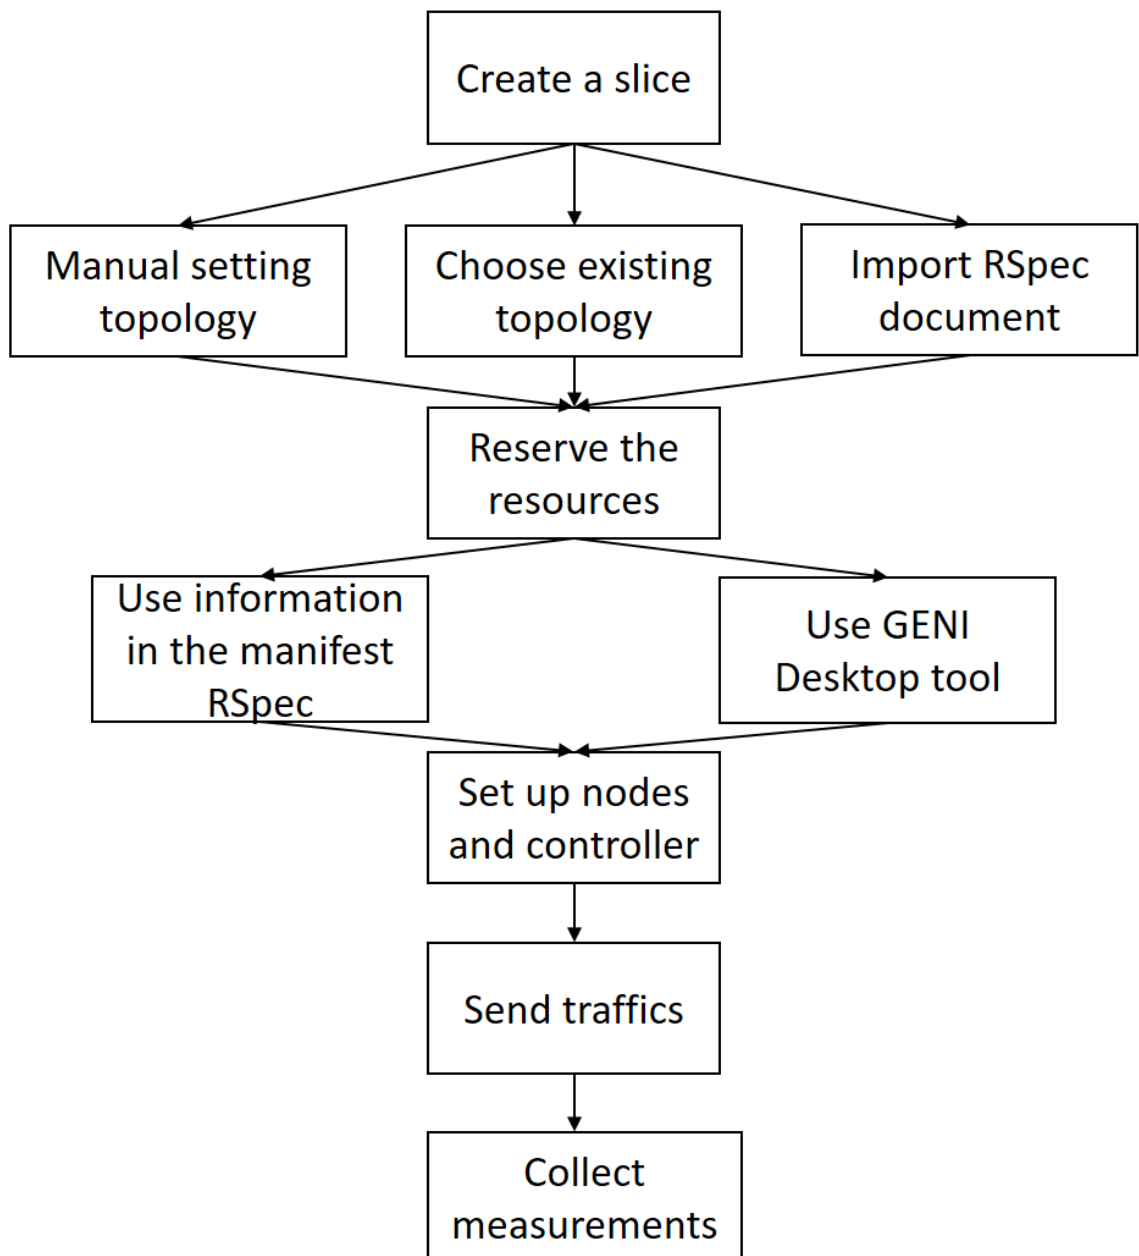 Create a slice
Manual setting
topology
Choose existing
topology
Import RSpec
document
Reserve the
resources
Use information
in the manifest
RSpec
Use GENI
Desktop tool
Set up nodes
and controller
Send traffics
Collect
measurements